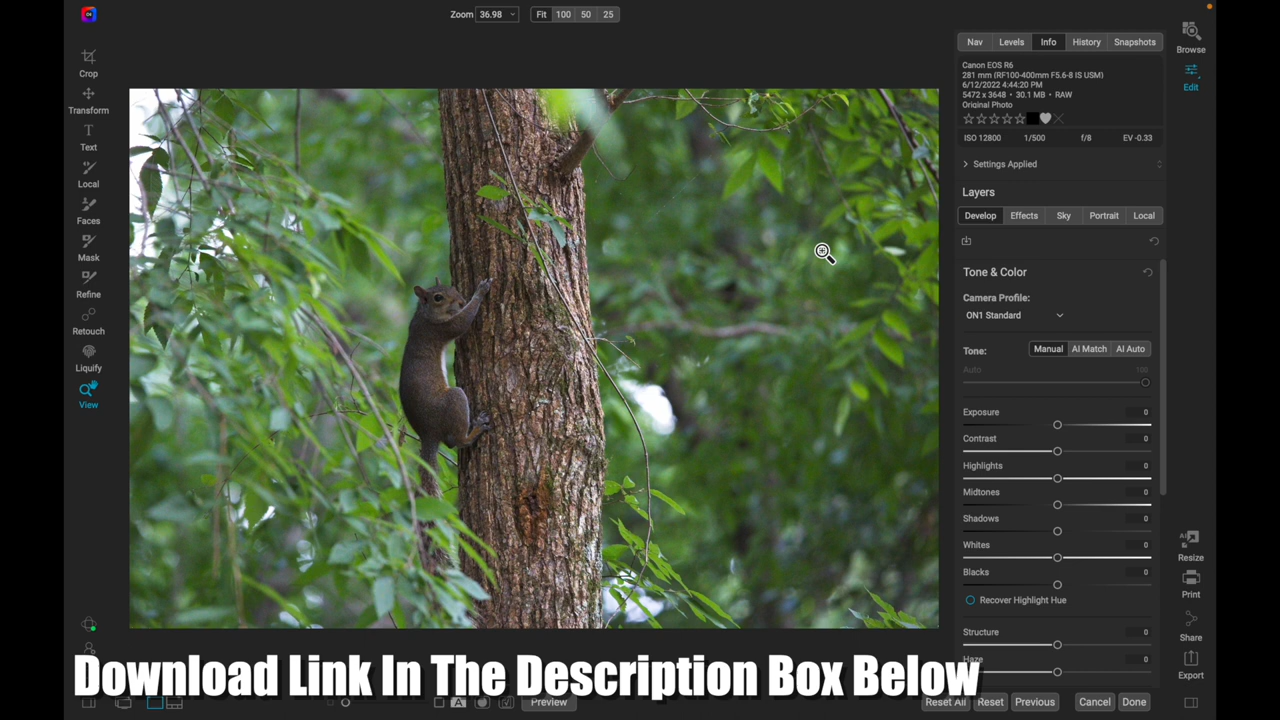 Zoom 36.98 Fit 100 50 25
Crop
Transform
Text
Local
Faces
Mask
Refine
Retouch
Liquify
View
Nav Levels Info History Snapshots
Canon EOS R6
281 mm (RF100-400mm F5.6-8 IS USM)
6/12/2022 4:44:20 PM
5472 x 3648 • 30.1 MB • RAW
Original Photo
ISO 12800 1/500 f/8 EV -0.33
Settings Applied
Layers
Develop Effects Sky Portrait Local
Tone & Color
Camera Profile:
ON1 Standard
Tone: Manual AI Match AI Auto
Auto 100
Exposure 0
Contrast 0
Highlights 0
Midtones 0
Shadows 0
Whites 0
Blacks 0
Recover Highlight Hue
Structure 0
Haze 0
Browse
Edit
Resize
Print
Share
Export
Download Link In The Description Box Below
A Preview Reset All Reset Previous Cancel Done